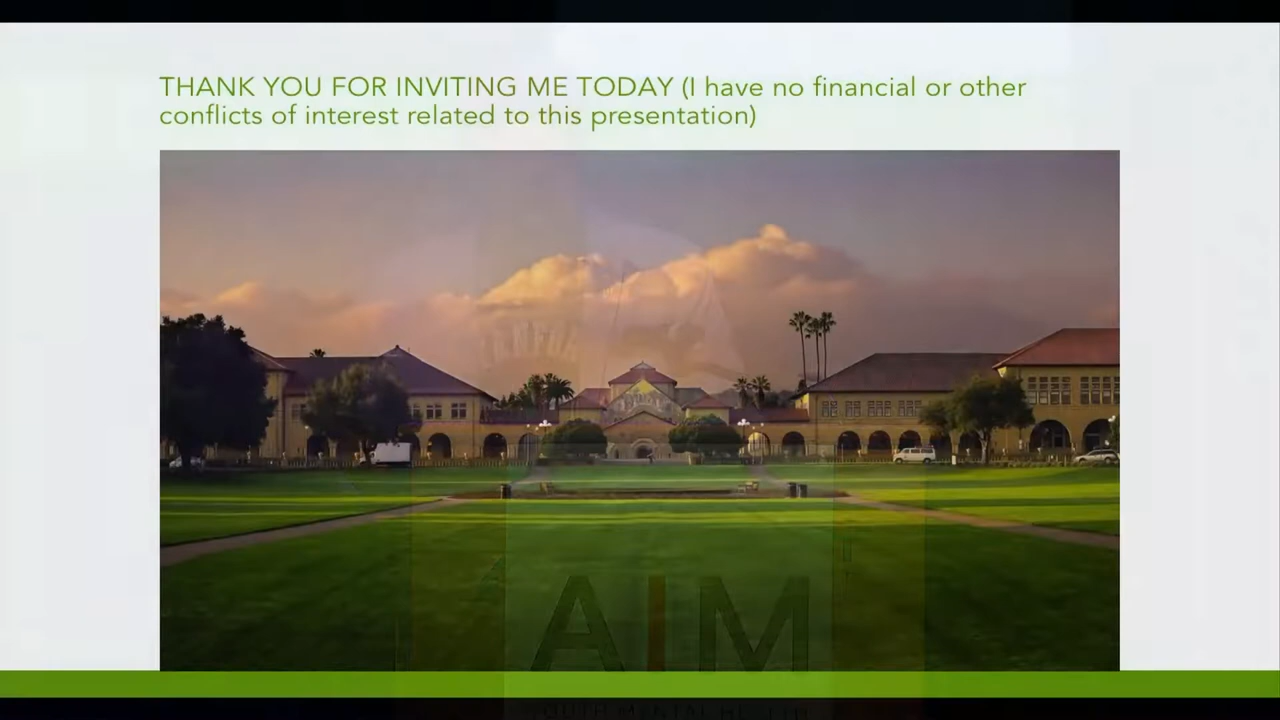 THANK YOU FOR INVITING ME TODAY (I have no financial or other
conflicts of interest related to this presentation)
AIM